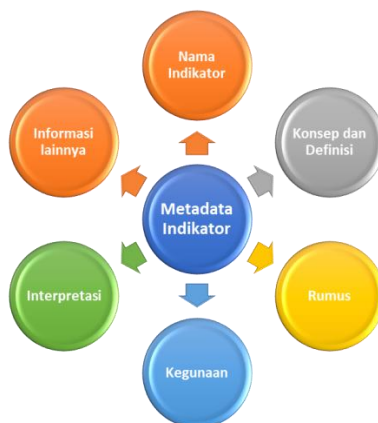 Nama
Indikator
Informasi
lainnya
Konsep dan
Definisi
Metadata
Indikator
Interpretasi
Rumus
Kegunaan